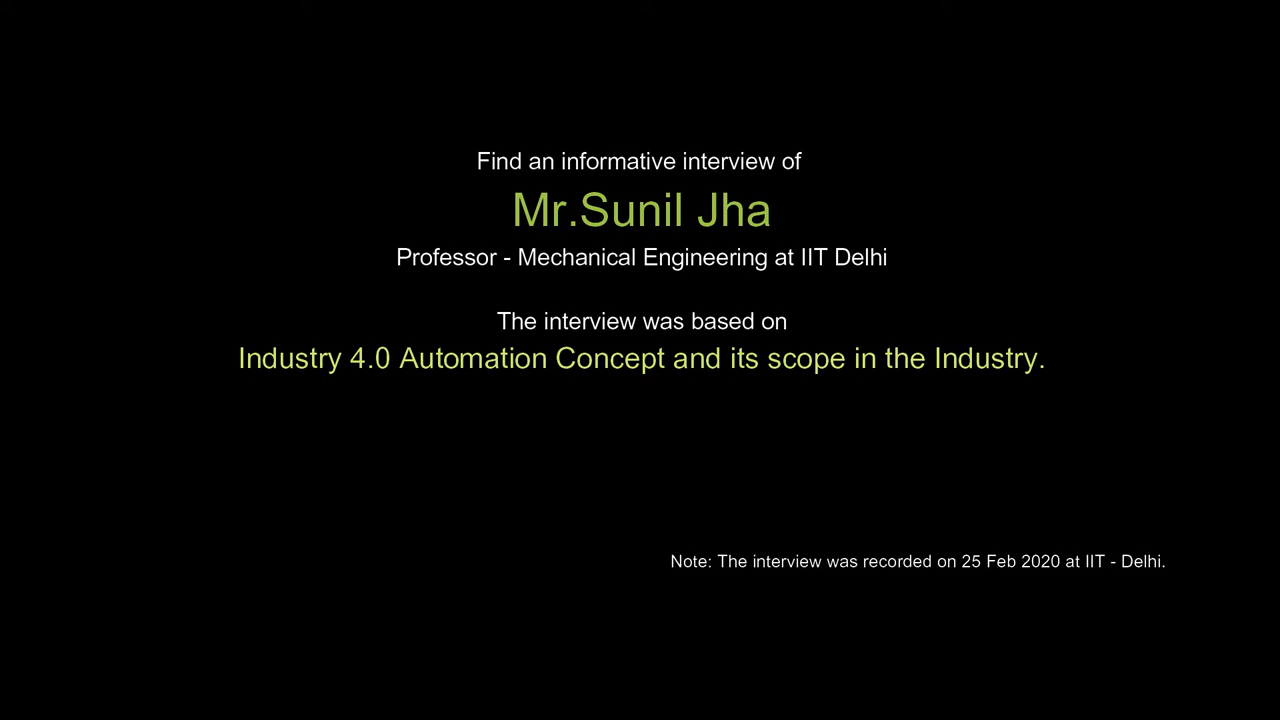 Find an informative interview of
Mr.Sunil Jha
Professor - Mechanical Engineering at IIT Delhi
The interview was based on
Industry 4.0 Automation Concept and its scope in the Industry.
Note: The interview was recorded on 25 Feb 2020 at IIT - Delhi.